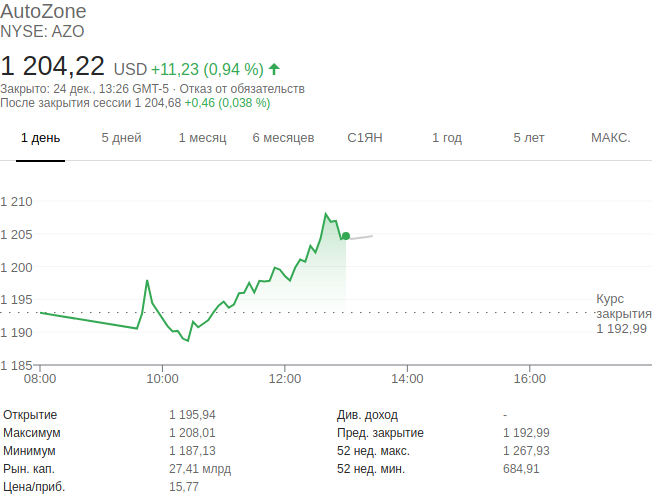 AutoZone
NYSE: AZO
1 204,22 USD +11,23 (0,94 %)
Закрыто: 24 дек., 13:26 GMT-5 · Отказ от обязательств
После закрытия сессии 1 204,68 +0,46 (0,038 %)
1 день 5 дней 1 месяц 6 месяцев С1ЯН 1 год 5 лет МАКС.
1 210
1 205
1 200
1 195
1 190
1 185
Курс
закрытия
1 192,99
08:00 10:00 12:00 14:00 16:00
Открытие 1 195,94 Див. доход -
Максимум 1 208,01 Пред. закрытие 1 192,99
Минимум 1 187,13 52 нед. макс. 1 267,93
Рын. кап. 27,41 млрд 52 нед. мин. 684,91
Цена/приб. 15,77